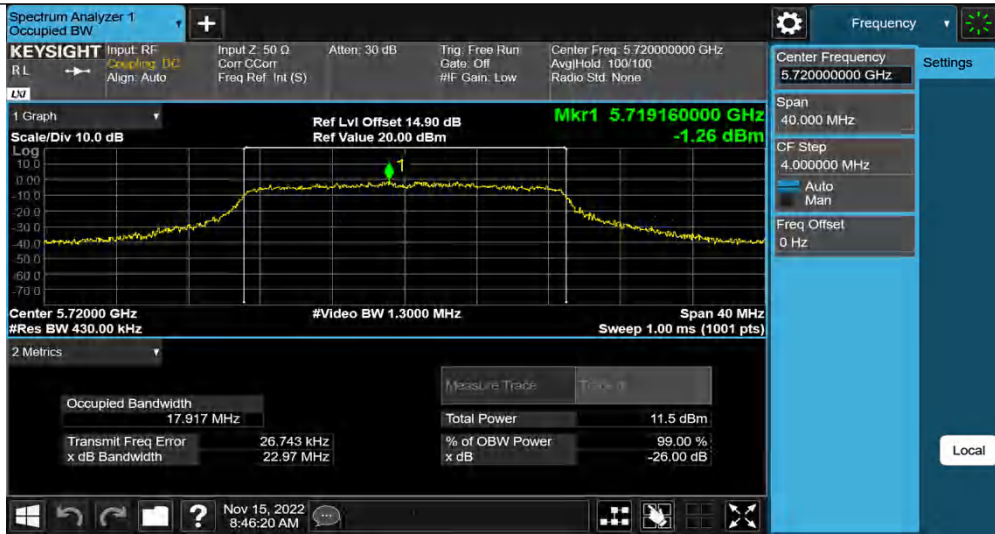 Spectrum Analyzer 1
Occupied BW
+
Frequency
KEYSIGHT
RL
LXI
Input: RF
Coupling: DC
Align: Auto
Input Z: 50 Ω
Corr CCorr
Freq Ref: Int (S)
Atten: 30 dB
Trig: Free Run
Gate: Off
#IF Gain: Low
Center Freq: 5.720000000 GHz
Avg|Hold: 100/100
Radio Std: None
Center Frequency
5.720000000 GHz
Span
40.000 MHz
CF Step
4.000000 MHz
Auto
Man
Freq Offset
0 Hz
Settings
Local
1 Graph
Scale/Div 10.0 dB
Ref Lvl Offset 14.90 dB
Ref Value 20.00 dBm
Mkr1 5.719160000 GHz
-1.26 dBm
Log
10.0
0.00
-10.0
-20.0
-30.0
-40.0
-50.0
-60.0
-70.0
1
Center 5.72000 GHz
#Res BW 430.00 kHz
#Video BW 1.3000 MHz
Span 40 MHz
Sweep 1.00 ms (1001 pts)
2 Metrics
Measure Trace
Occupied Bandwidth
17.917 MHz
Total Power 11.5 dBm
Transmit Freq Error 26.743 kHz
% of OBW Power 99.00 %
x dB Bandwidth 22.97 MHz
x dB -26.00 dB
?
Nov 15, 2022
8:46:20 AM